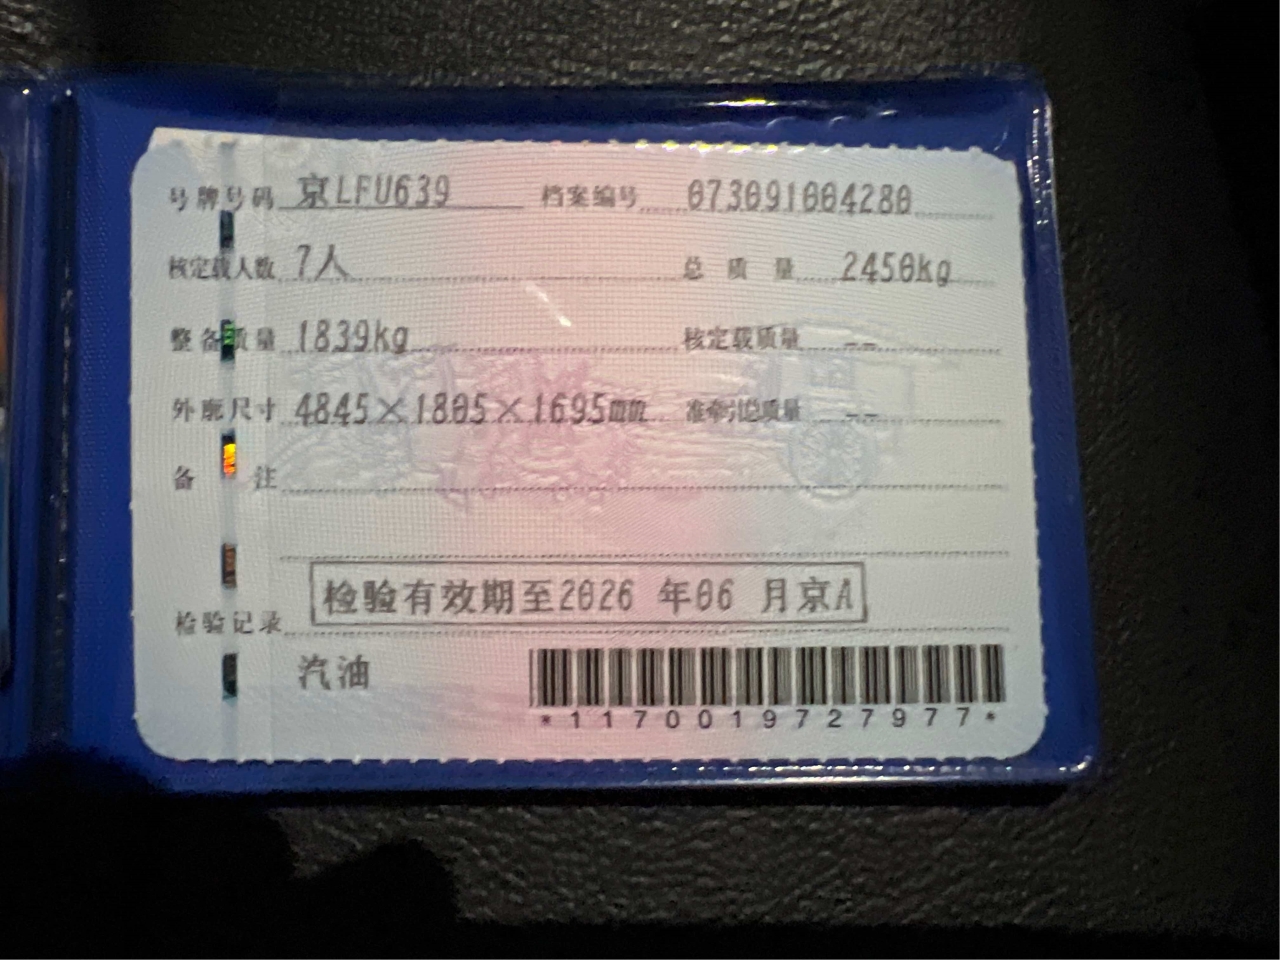 号牌号码 京LFU639 档案编号 073091004280
核定载人数 7人 总质量 2450kg
整备质量 1839kg 核定载质量 --
外廓尺寸 4845×1805×1695mm 准牵引总质量 --
备注
检验有效期至2026 年06 月京A
检验记录
汽油
*1170019727977*